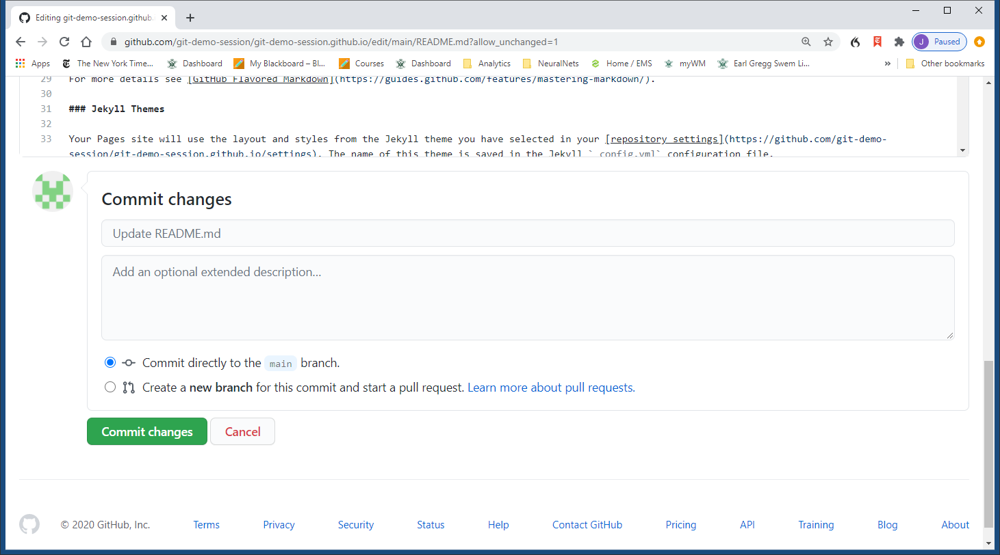 Editing git-demo-session.github.
github.com/git-demo-session/git-demo-session.github.io/edit/main/README.md?allow_unchanged=1
J Paused
Apps The New York Time... Dashboard My Blackboard – Bl... Courses Dashboard Analytics NeuralNets Home / EMS myWM Earl Gregg Swem Li... » Other bookmarks
29 For more details see [GitHub Flavored Markdown](https://guides.github.com/features/mastering-markdown/).
30
31 ### Jekyll Themes
32
33 Your Pages site will use the layout and styles from the Jekyll theme you have selected in your [repository settings](https://github.com/git-demo-
session/git-demo-session.github.io/settings). The name of this theme is saved in the Jekyll `_config.yml` configuration file.
Commit changes
Update README.md
Add an optional extended description...
Commit directly to the main branch.
Create a new branch for this commit and start a pull request. Learn more about pull requests.
Commit changes Cancel
© 2020 GitHub, Inc. Terms Privacy Security Status Help Contact GitHub Pricing API Training Blog About